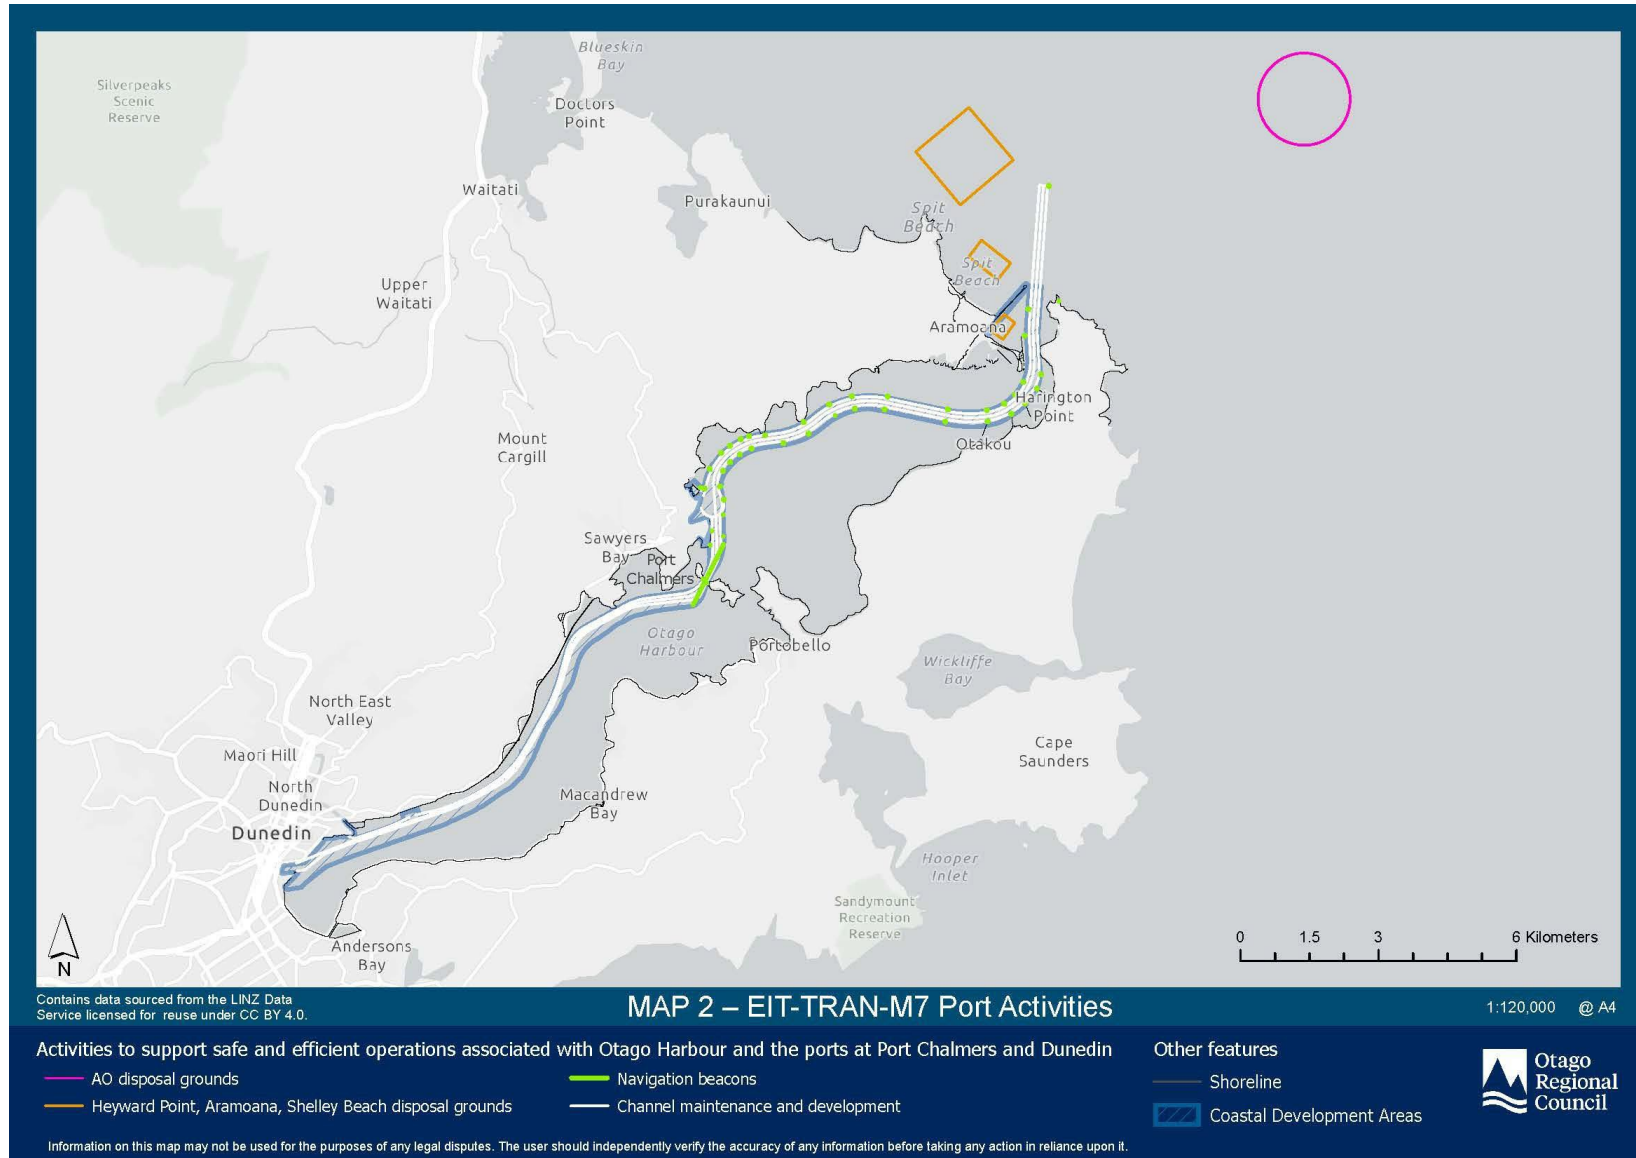 Blueskin
Bay
Silverpeaks
Scenic
Reserve
Doctors
Point
Waitati
Purakaunui
Spit
Beach
Spit
Beach
Upper
Waitati
Aramoana
Harington
Point
Otakou
Mount
Cargill
Sawyers
Bay
Port
Chalmers
Otago
Harbour
Portobello
Wickliffe
Bay
North East
Valley
Maori Hill
Cape
Saunders
North
Dunedin
Macandrew
Bay
Dunedin
Hooper
Inlet
Sandymount
Recreation
Reserve
Andersons
Bay
N
0 1.5 3 6 Kilometers
Contains data sourced from the LINZ Data
Service licensed for reuse under CC BY 4.0.
MAP 2 – EIT-TRAN-M7 Port Activities
1:120,000 @ A4
Activities to support safe and efficient operations associated with Otago Harbour and the ports at Port Chalmers and Dunedin
AO disposal grounds
Heyward Point, Aramoana, Shelley Beach disposal grounds
Navigation beacons
Channel maintenance and development
Other features
Shoreline
Coastal Development Areas
Otago
Regional
Council
Information on this map may not be used for the purposes of any legal disputes. The user should independently verify the accuracy of any information before taking any action in reliance upon it.